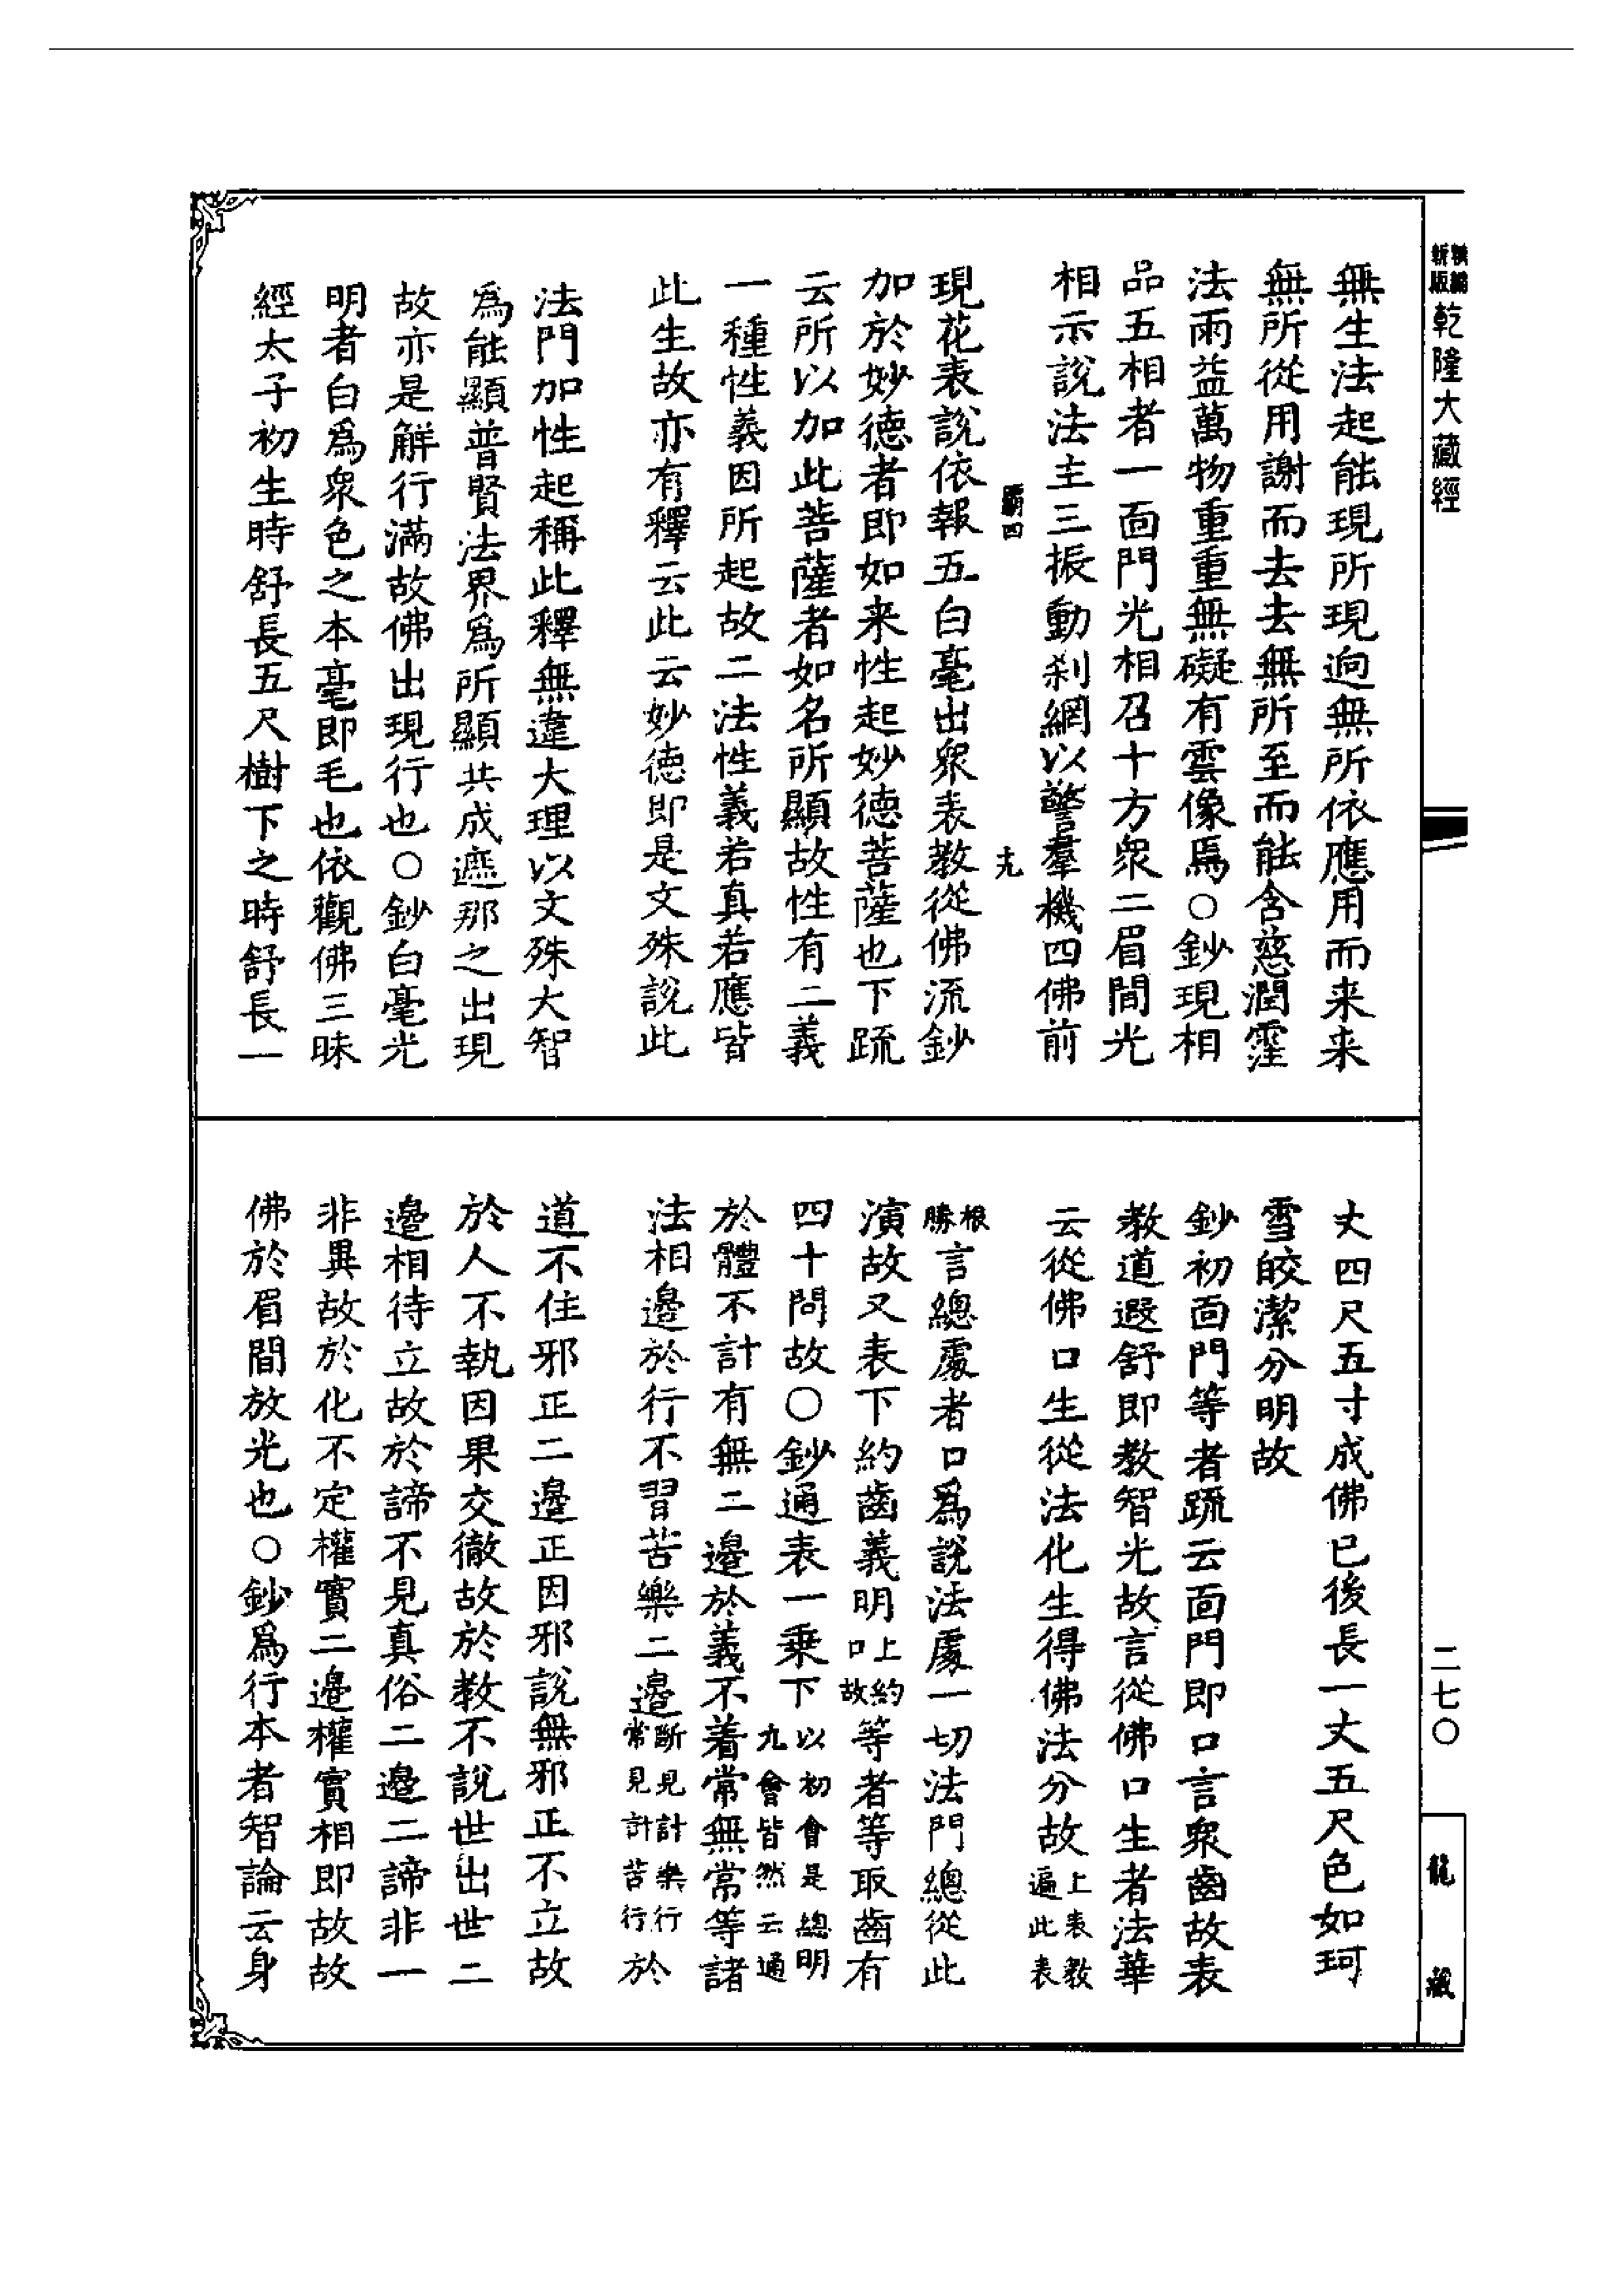 新版
乾隆大藏經
無生法起能現所現逈無所依應用而来来
無所從用謝而去去無所至而能含慈潤霔
法雨益萬物重重無礙有雲像焉○鈔現相
品五相者一面門光相召十方衆二眉間光
相示説法主三振動刹網以警羣機四佛前
現花表説依報五白毫出衆表教從佛流鈔
加於妙德者即如来性起妙德菩薩也下疏
云所以加此菩薩者如名所顯故性有二義
一種性義因所起故二法性義若真若應皆
此生故亦有釋云此云妙德即是文殊説此
法門加性起稱此釋無違大理以文殊大智
爲能顯普賢法界爲所顯共成遮那之出現
故亦是解行滿故佛出現行也○鈔白毫光
明者白爲衆色之本毫即毛也依觀佛三昧
經太子初生時舒長五尺樹下之時舒長一
丈四尺五寸成佛已後長一丈五尺色如珂
雪皎潔分明故
鈔初面門等者疏云面門即口言衆齒故表
教道遐舒即教智光故言從佛口生者法華
云從佛口生從法化生得佛法分故上表教遍此表
根勝言總處者口爲説法處一切法門總從此
演故又表下約齒義明上約口故等者等取齒有
四十問故○鈔通表一乘下以初會是總明九會皆然云通
於體不計有無二邊於義不着常無常等諸
法相邊於行不習苦樂二邊斷見計樂行常見計苦行於
道不住邪正二邊正因邪説無邪正不立故
於人不執因果交徹故於教不説世出世二
邊相待立故於諦不見真俗二邊二諦非一
非異故於化不定權實二邊權實相即故故
佛於眉間放光也○鈔爲行本者智論云身
二七〇
龍藏